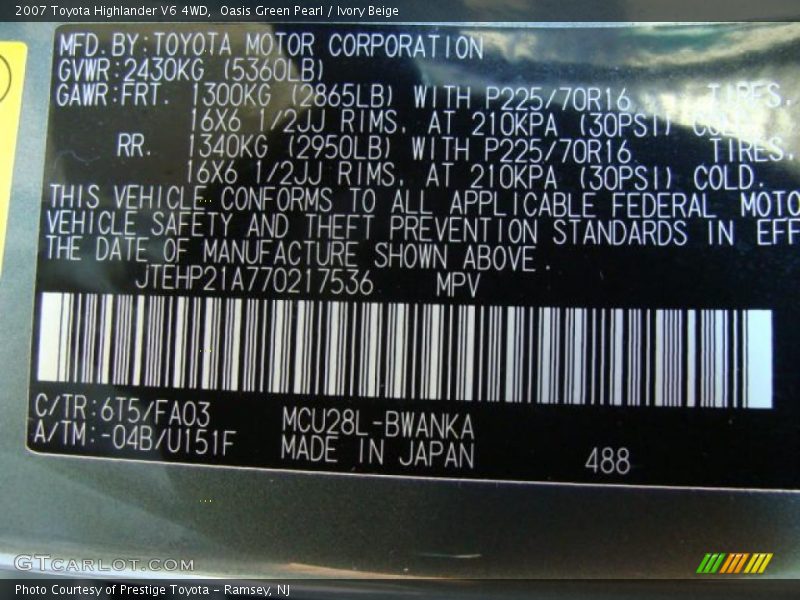 2007 Toyota Highlander V6 4WD,  Oasis Green Pearl / Ivory Beige
MFD.BY:TOYOTA MOTOR CORPORATION
GVWR:2430KG (5360LB)
GAWR:FRT. 1300KG (2865LB) WITH P225/70R16 TIRES.
16X6 1/2JJ RIMS, AT 210KPA (30PSI) COLD.
RR. 1340KG (2950LB) WITH P225/70R16 TIRES.
16X6 1/2JJ RIMS, AT 210KPA (30PSI) COLD.
THIS VEHICLE CONFORMS TO ALL APPLICABLE FEDERAL MOTO
VEHICLE SAFETY AND THEFT PREVENTION STANDARDS IN EFF
THE DATE OF MANUFACTURE SHOWN ABOVE.
JTEHP21A770217536 MPV
C/TR:6T5/FA03 MCU28L-BWANKA
A/TM:-04B/U151F MADE IN JAPAN 488
GTCARLOT.COM
Photo Courtesy of Prestige Toyota - Ramsey, NJ